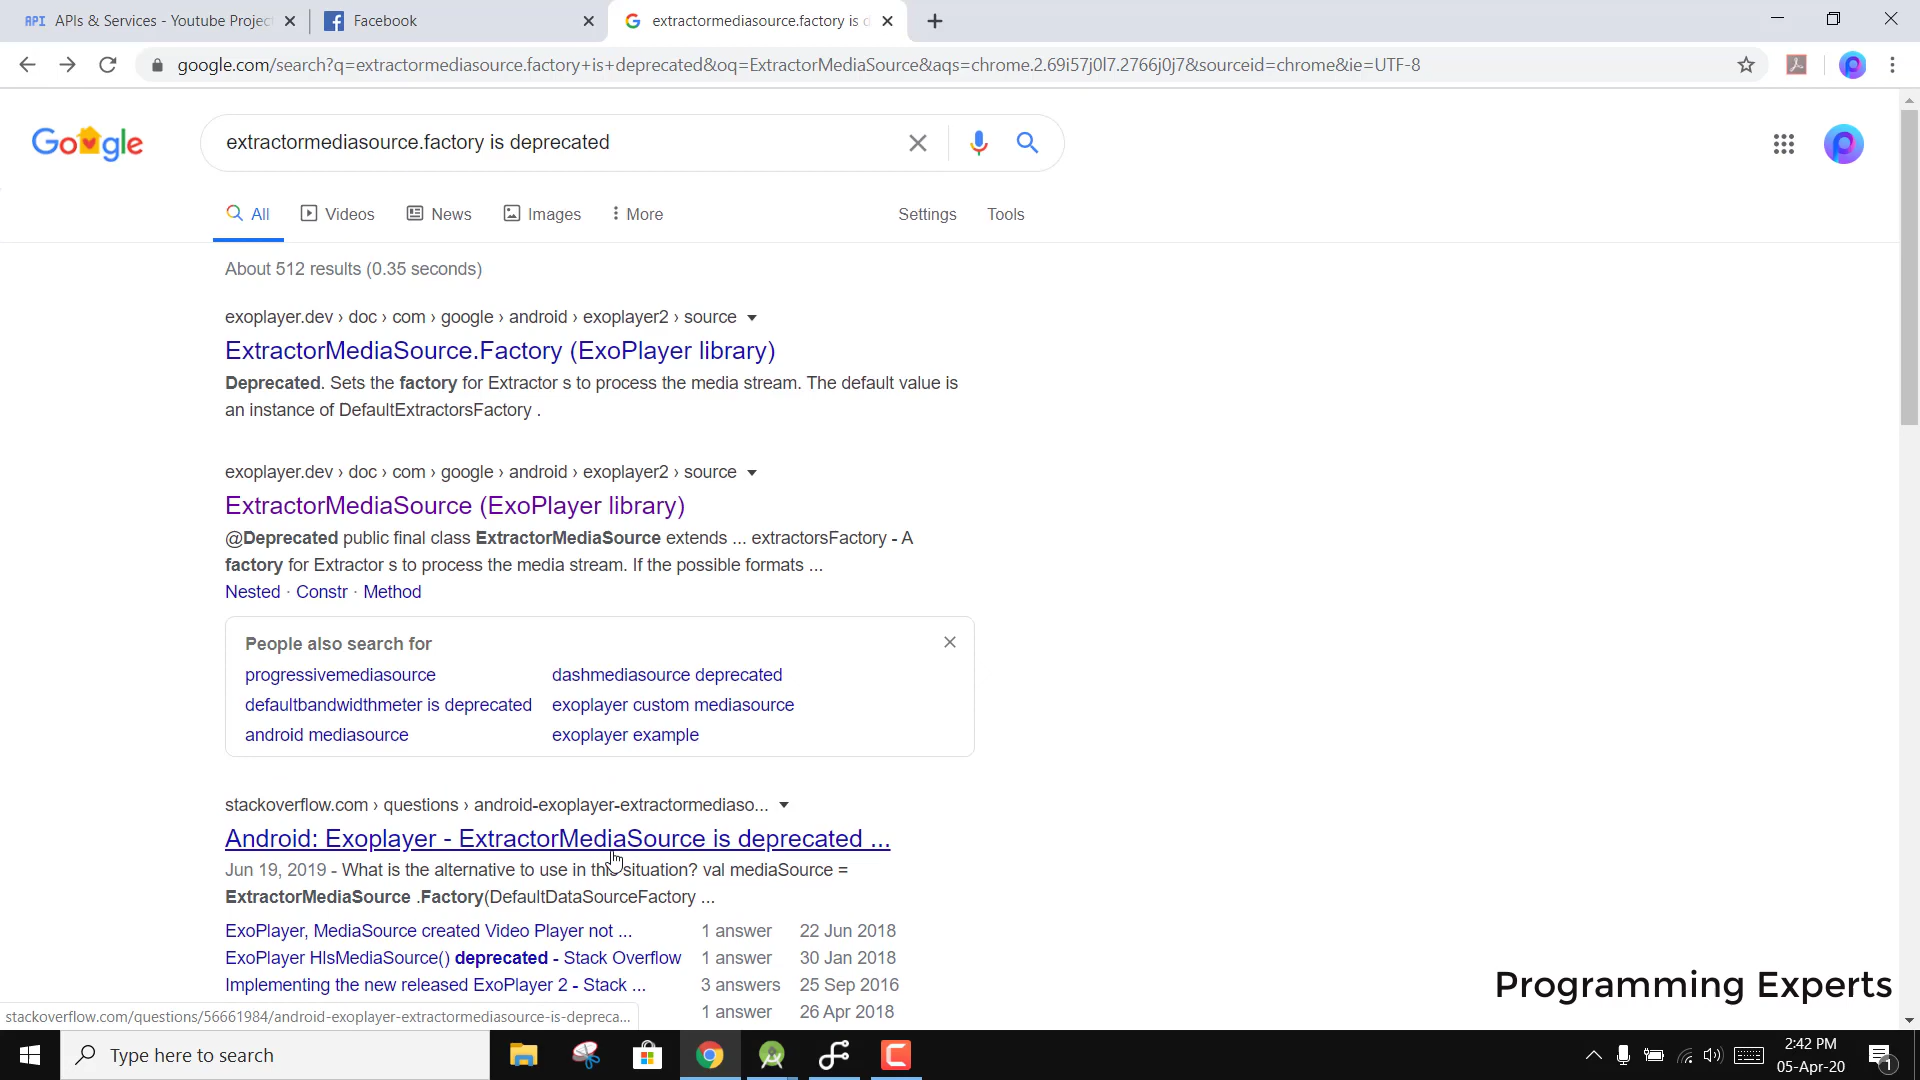 API APIs & Services - Youtube Projec
Facebook
extractormediasource.factory is d
google.com/search?q=extractormediasource.factory+is+deprecated&oq=ExtractorMediaSource&aqs=chrome.2.69i57j0l7.2766j0j7&sourceid=chrome&ie=UTF-8
Google
extractormediasource.factory is deprecated
All Videos News Images More Settings Tools
About 512 results (0.35 seconds)
exoplayer.dev › doc › com › google › android › exoplayer2 › source
ExtractorMediaSource.Factory (ExoPlayer library)
Deprecated. Sets the factory for Extractor s to process the media stream. The default value is
an instance of DefaultExtractorsFactory .
exoplayer.dev › doc › com › google › android › exoplayer2 › source
ExtractorMediaSource (ExoPlayer library)
@Deprecated public final class ExtractorMediaSource extends ... extractorsFactory - A
factory for Extractor s to process the media stream. If the possible formats ...
Nested · Constr · Method
People also search for
progressivemediasource dashmediasource deprecated
defaultbandwidthmeter is deprecated exoplayer custom mediasource
android mediasource exoplayer example
stackoverflow.com › questions › android-exoplayer-extractormediaso...
Android: Exoplayer - ExtractorMediaSource is deprecated ...
Jun 19, 2019 - What is the alternative to use in this situation? val mediaSource =
ExtractorMediaSource .Factory(DefaultDataSourceFactory ...
ExoPlayer, MediaSource created Video Player not ... 1 answer 22 Jun 2018
ExoPlayer HlsMediaSource() deprecated - Stack Overflow 1 answer 30 Jan 2018
Implementing the new released ExoPlayer 2 - Stack ... 3 answers 25 Sep 2016
1 answer 26 Apr 2018
Programming Experts
stackoverflow.com/questions/56661984/android-exoplayer-extractormediasource-is-depreca...
Type here to search
2:42 PM
05-Apr-20
1